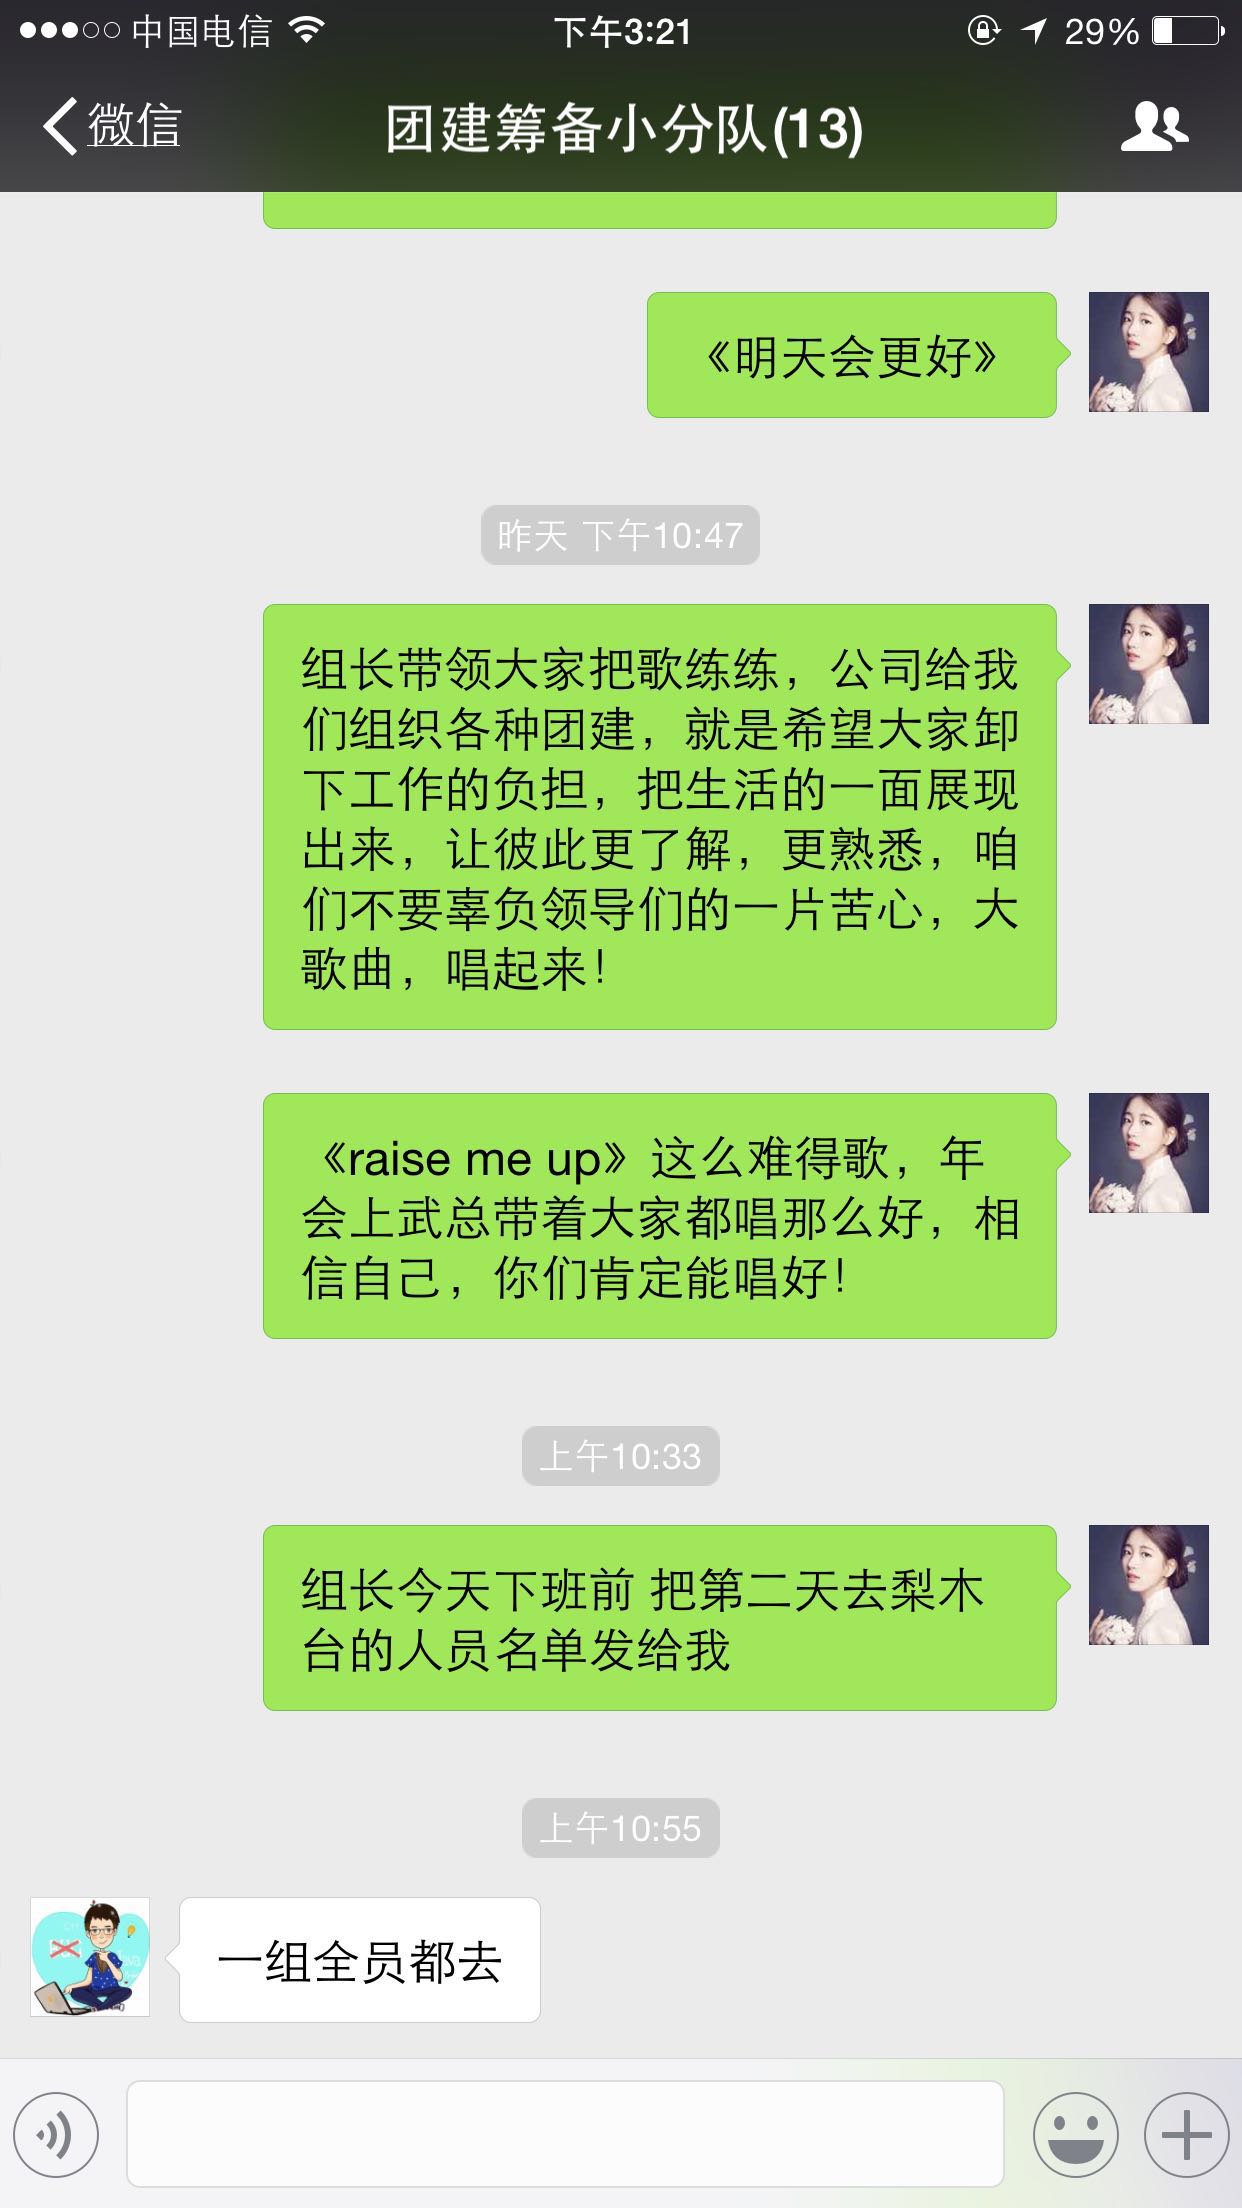 中国电信 下午3:21 29%
微信 团建筹备小分队(13)
《明天会更好》
昨天 下午10:47
组长带领大家把歌练练，公司给我
们组织各种团建，就是希望大家卸
下工作的负担，把生活的一面展现
出来，让彼此更了解，更熟悉，咱
们不要辜负领导们的一片苦心，大
歌曲，唱起来！
《raise me up》这么难得歌，年
会上武总带着大家都唱那么好，相
信自己，你们肯定能唱好！
上午10:33
组长今天下班前 把第二天去梨木
台的人员名单发给我
上午10:55
一组全员都去